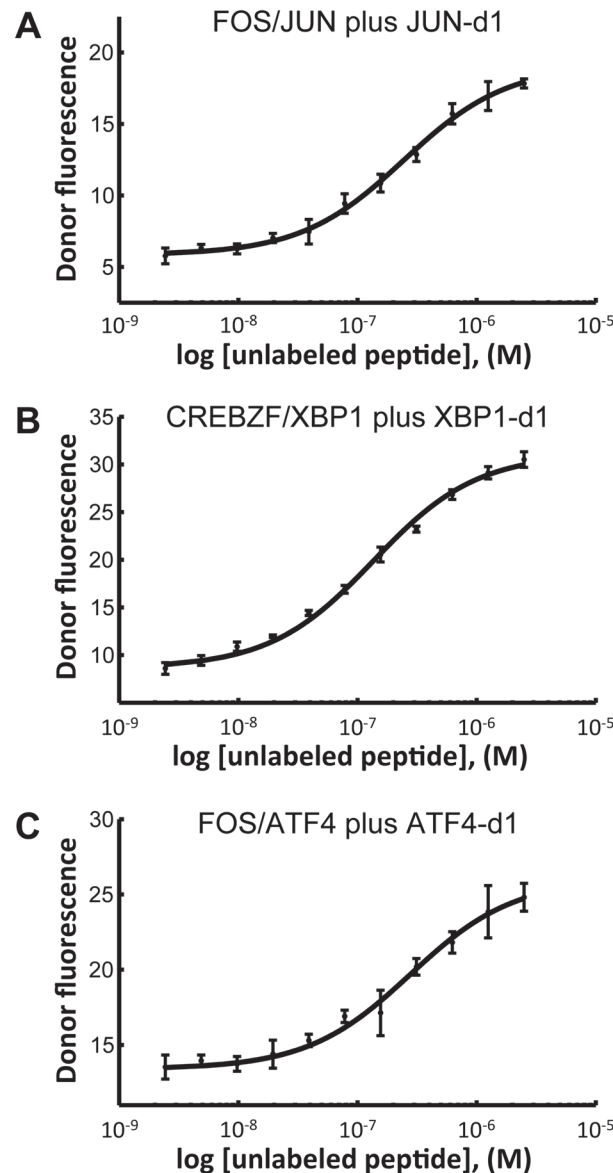 A
FOS/JUN plus JUN-d1
Donor fluorescence
20
15
10
5
10-9 10-8 10-7 10-6 10-5
log [unlabeled peptide], (M)
B
CREBZF/XBP1 plus XBP1-d1
Donor fluorescence
35
30
25
20
15
10
10-9 10-8 10-7 10-6 10-5
log [unlabeled peptide], (M)
C
FOS/ATF4 plus ATF4-d1
Donor fluorescence
30
25
20
15
10-9 10-8 10-7 10-6 10-5
log [unlabeled peptide], (M)